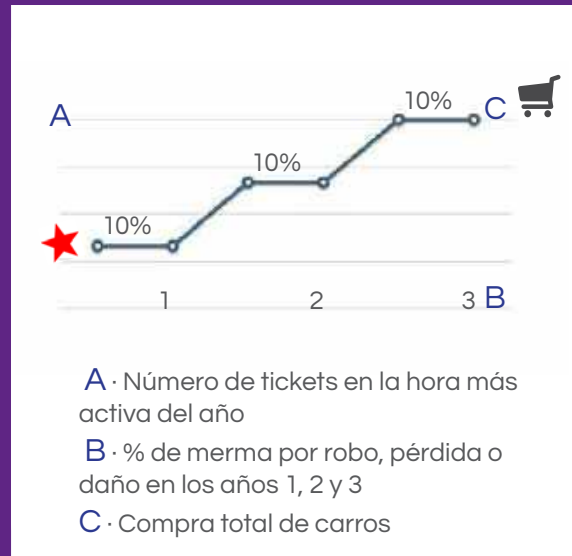 A
10% C
10%
10%
1 2 3 B
A · Número de tickets en la hora más
activa del año
B · % de merma por robo, pérdida o
daño en los años 1, 2 y 3
C · Compra total de carros